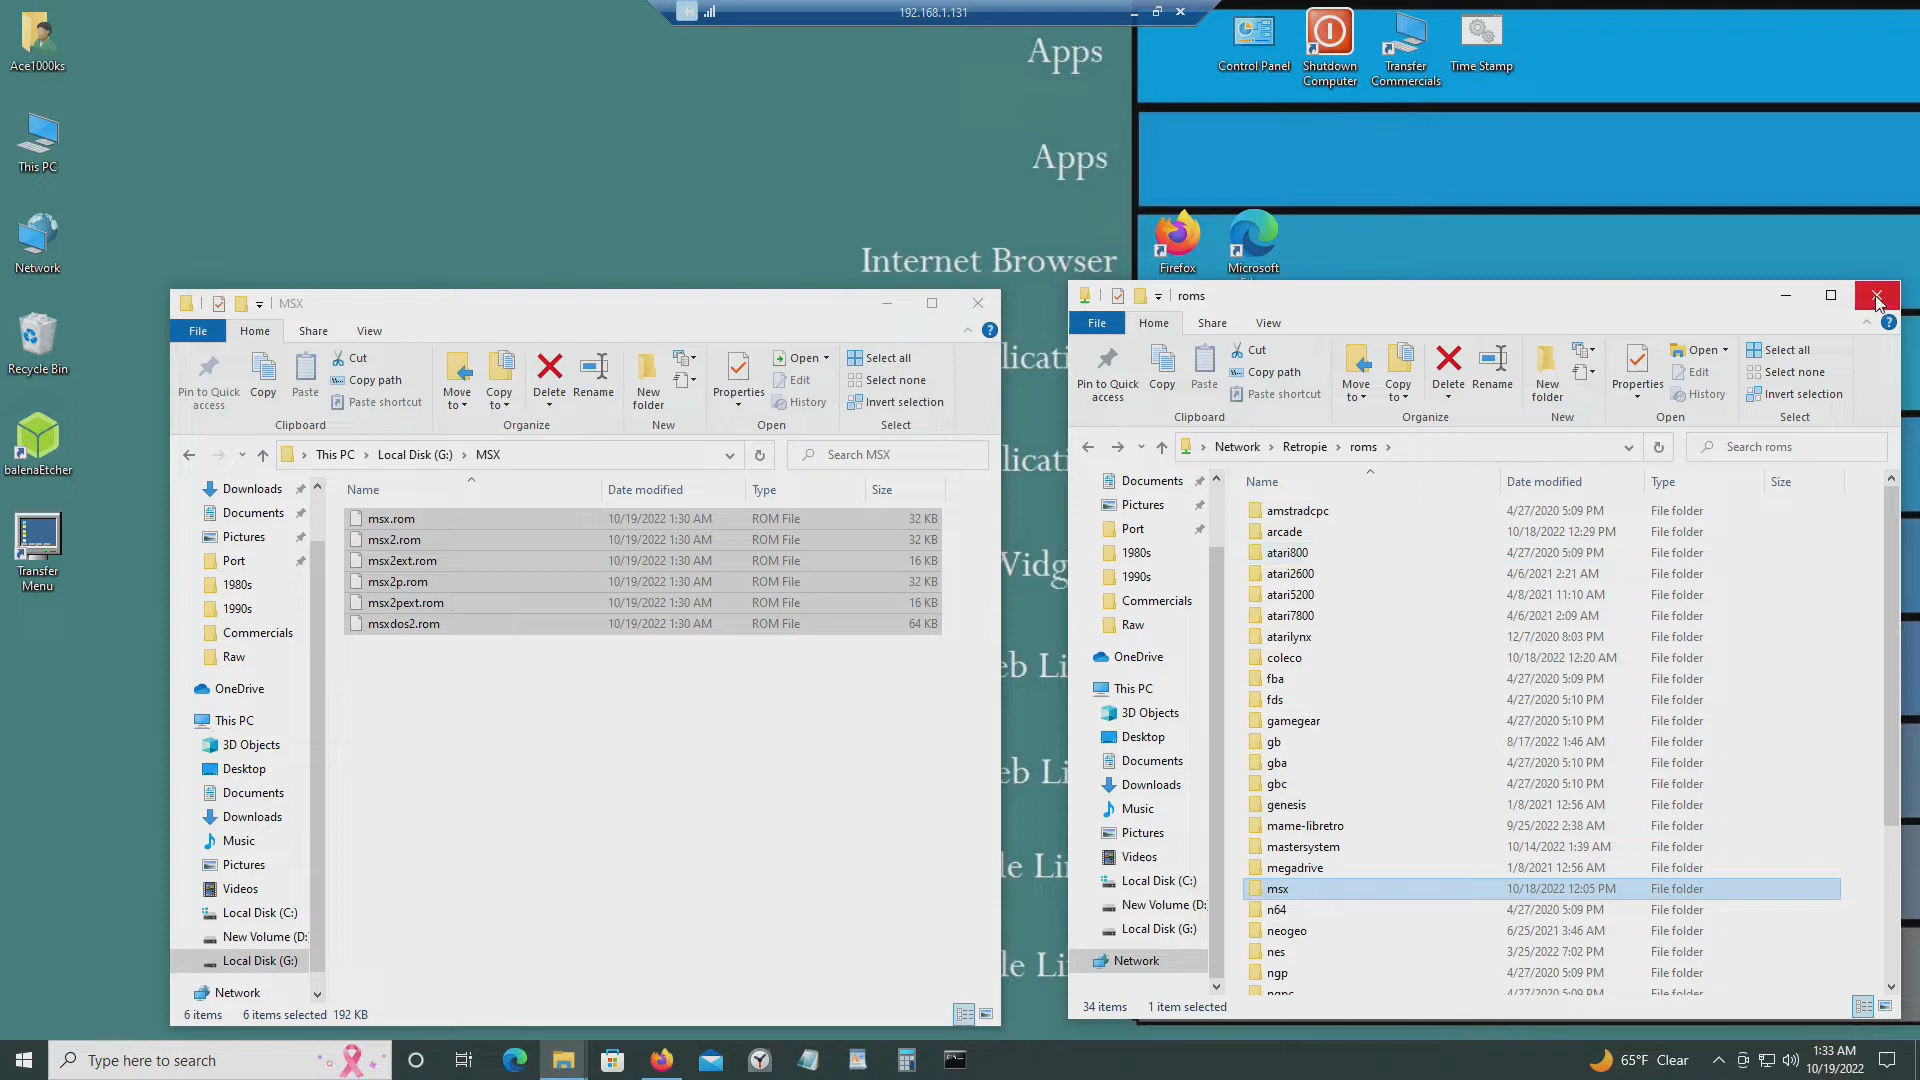 192.168.1.131
Ace1000ks
This PC
Network
Recycle Bin
balenaEtcher
Transfer
Menu
Apps
Apps
Internet Browser
Control Panel
Shutdown
Computer
Transfer
Commercials
Time Stamp
Firefox
Microsoft
MSX
File
Home
Share
View
Pin to Quick
access
Copy
Paste
Cut
Copy path
Paste shortcut
Clipboard
Move
to
Copy
to
Delete
Rename
Organize
New
folder
New
Properties
Open
Edit
History
Open
Select all
Select none
Invert selection
Select
This PC > Local Disk (G:) > MSX
Search MSX
Name Date modified Type Size
msx.rom 10/19/2022 1:30 AM ROM File 32 KB
msx2.rom 10/19/2022 1:30 AM ROM File 32 KB
msx2ext.rom 10/19/2022 1:30 AM ROM File 16 KB
msx2p.rom 10/19/2022 1:30 AM ROM File 32 KB
msx2pext.rom 10/19/2022 1:30 AM ROM File 16 KB
msxdos2.rom 10/19/2022 1:30 AM ROM File 64 KB
Downloads
Documents
Pictures
Port
1980s
1990s
Commercials
Raw
OneDrive
This PC
3D Objects
Desktop
Documents
Downloads
Music
Pictures
Videos
Local Disk (C:)
New Volume (D:
Local Disk (G:)
Network
6 items 6 items selected 192 KB
licati
licati
Widg
eb Li
eb Li
le Li
le Li
roms
File
Home
Share
View
Pin to Quick
access
Copy
Paste
Cut
Copy path
Paste shortcut
Clipboard
Move
to
Copy
to
Delete
Rename
Organize
New
folder
New
Properties
Open
Edit
History
Open
Select all
Select none
Invert selection
Select
Network > Retropie > roms >
Search roms
Name Date modified Type Size
amstradcpc 4/27/2020 5:09 PM File folder
arcade 10/18/2022 12:29 PM File folder
atari800 4/27/2020 5:09 PM File folder
atari2600 4/6/2021 2:21 AM File folder
atari5200 4/8/2021 11:10 AM File folder
atari7800 4/6/2021 2:09 AM File folder
atarilynx 12/7/2020 8:03 PM File folder
coleco 10/18/2022 12:20 AM File folder
fba 4/27/2020 5:09 PM File folder
fds 4/27/2020 5:10 PM File folder
gamegear 4/27/2020 5:10 PM File folder
gb 8/17/2022 1:46 AM File folder
gba 4/27/2020 5:10 PM File folder
gbc 4/27/2020 5:10 PM File folder
genesis 1/8/2021 12:56 AM File folder
mame-libretro 9/25/2022 2:38 AM File folder
mastersystem 10/14/2022 1:39 AM File folder
megadrive 1/8/2021 12:56 AM File folder
msx 10/18/2022 12:05 PM File folder
n64 4/27/2020 5:09 PM File folder
neogeo 6/25/2021 3:46 AM File folder
nes 3/25/2022 7:02 PM File folder
ngp 4/27/2020 5:09 PM File folder
ngpc 4/27/2020 5:09 PM File folder
Documents
Pictures
Port
1980s
1990s
Commercials
Raw
OneDrive
This PC
3D Objects
Desktop
Documents
Downloads
Music
Pictures
Videos
Local Disk (C:)
New Volume (D:
Local Disk (G:)
Network
34 items 1 item selected
Type here to search
65°F Clear
1:33 AM
10/19/2022